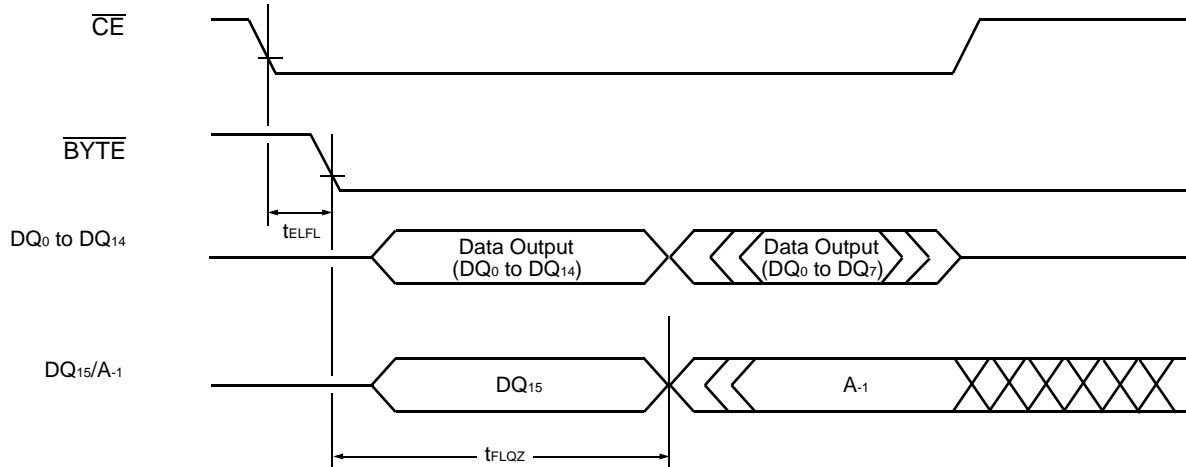 CE
BYTE
tELFL
DQ0 to DQ14
Data Output
(DQ0 to DQ14)
Data Output
(DQ0 to DQ7)
DQ15/A-1
DQ15
A-1
tFLQZ